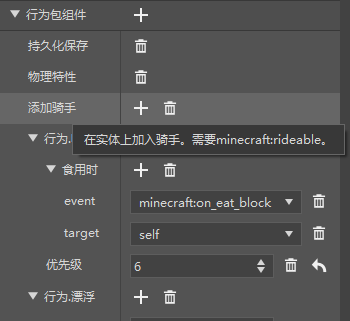 行为包组件
持久化保存
物理特性
添加骑手
行为.
在实体上加入骑手。需要minecraft:rideable。
食用时
event minecraft:on_eat_block
target self
优先级 6
行为.漂浮